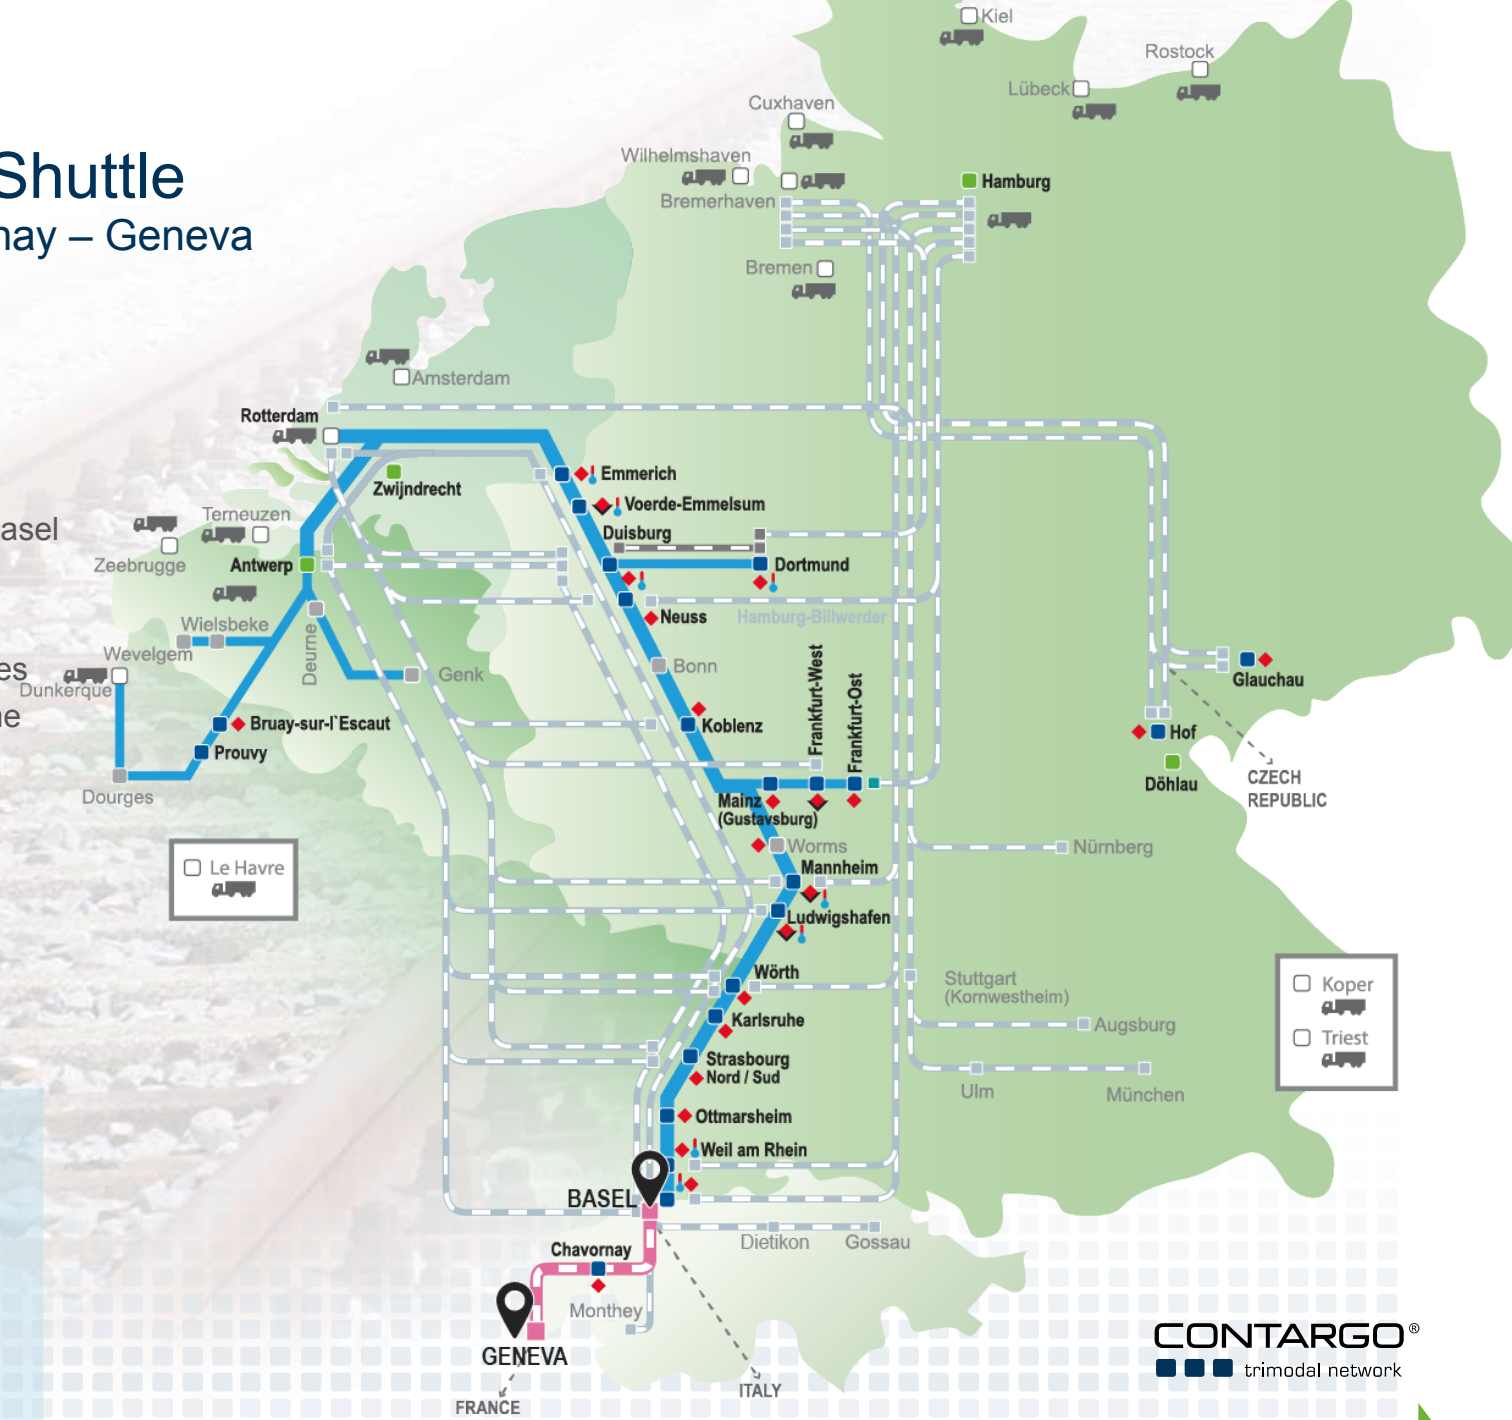 Shuttle
nay – Geneva
asel
es
ne
Kiel
Rostock
Lübeck
Cuxhaven
Wilhelmshaven
Bremerhaven
Hamburg
Bremen
Amsterdam
Rotterdam
Zwijndrecht
Emmerich
Voerde-Emmelsum
Duisburg
Dortmund
Terneuzen
Zeebrugge
Antwerp
Neuss
Hamburg-Billwerder
Wielsbeke
Wevelgem
Deurne
Genk
Bonn
Dunkerque
Glauchau
Bruay-sur-l`Escaut
Prouvy
Koblenz
Frankfurt-West
Frankfurt-Ost
Hof
Döhlau
CZECH
REPUBLIC
Dourges
Mainz
(Gustavsburg)
Worms
Nürnberg
Le Havre
Mannheim
Ludwigshafen
Wörth
Stuttgart
(Kornwestheim)
Koper
Triest
Karlsruhe
Augsburg
Strasbourg
Nord / Sud
Ulm
München
Ottmarsheim
Weil am Rhein
BASEL
Dietikon
Gossau
Chavornay
Monthey
GENEVA
ITALY
FRANCE
CONTARGO®
trimodal network